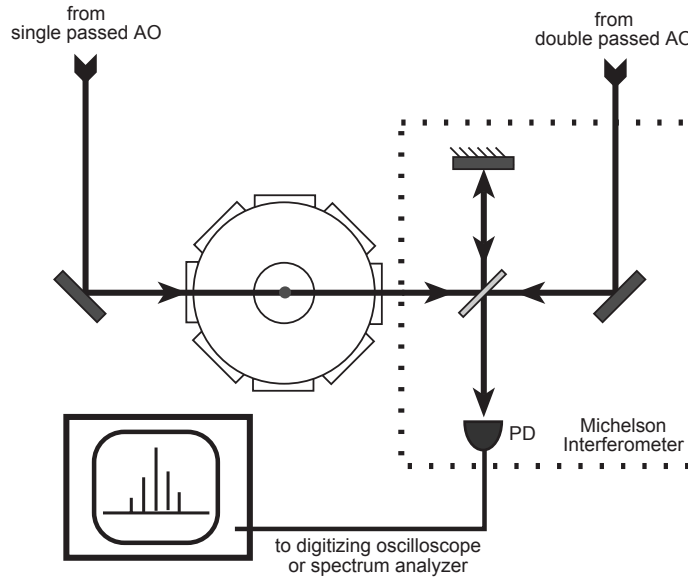 from
single passed AO
from
double passed AO
PD
Michelson
Interferometer
to digitizing oscilloscope
or spectrum analyzer